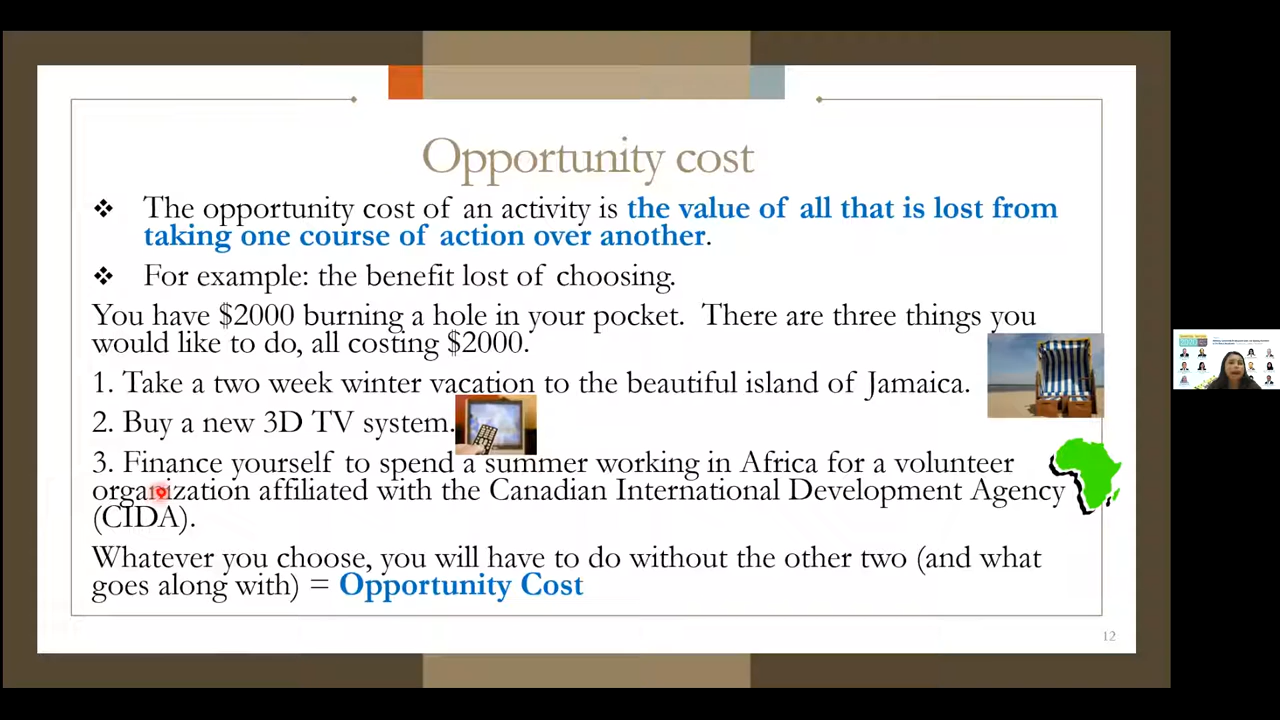 Opportunity cost
❖ The opportunity cost of an activity is the value of all that is lost from
taking one course of action over another.
❖ For example: the benefit lost of choosing.
You have $2000 burning a hole in your pocket. There are three things you
would like to do, all costing $2000.
1. Take a two week winter vacation to the beautiful island of Jamaica.
2. Buy a new 3D TV system.
3. Finance yourself to spend a summer working in Africa for a volunteer
organization affiliated with the Canadian International Development Agency
(CIDA).
Whatever you choose, you will have to do without the other two (and what
goes along with) = Opportunity Cost
12